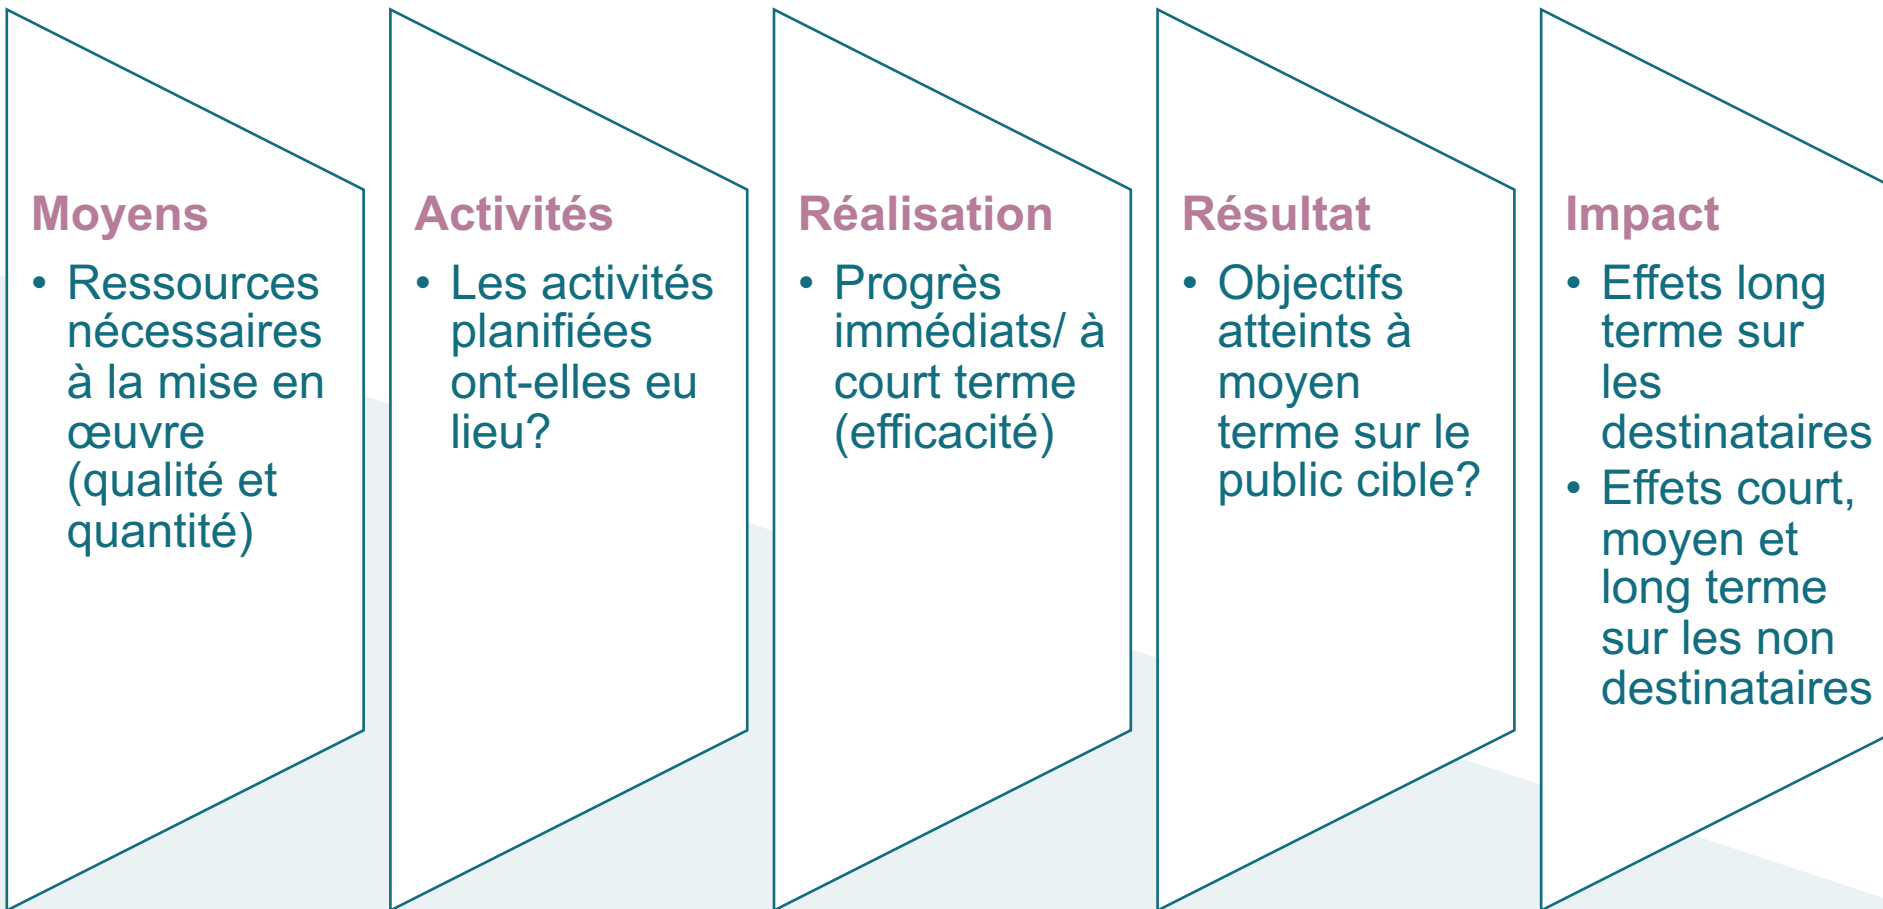 Moyens
• Ressources
nécessaires
à la mise en
œuvre
(qualité et
quantité)
Activités
• Les activités
planifiées
ont-elles eu
lieu?
Réalisation
• Progrès
immédiats/ à
court terme
(efficacité)
Résultat
• Objectifs
atteints à
moyen
terme sur le
public cible?
Impact
• Effets long
terme sur
les
destinataires
• Effets court,
moyen et
long terme
sur les non
destinataires